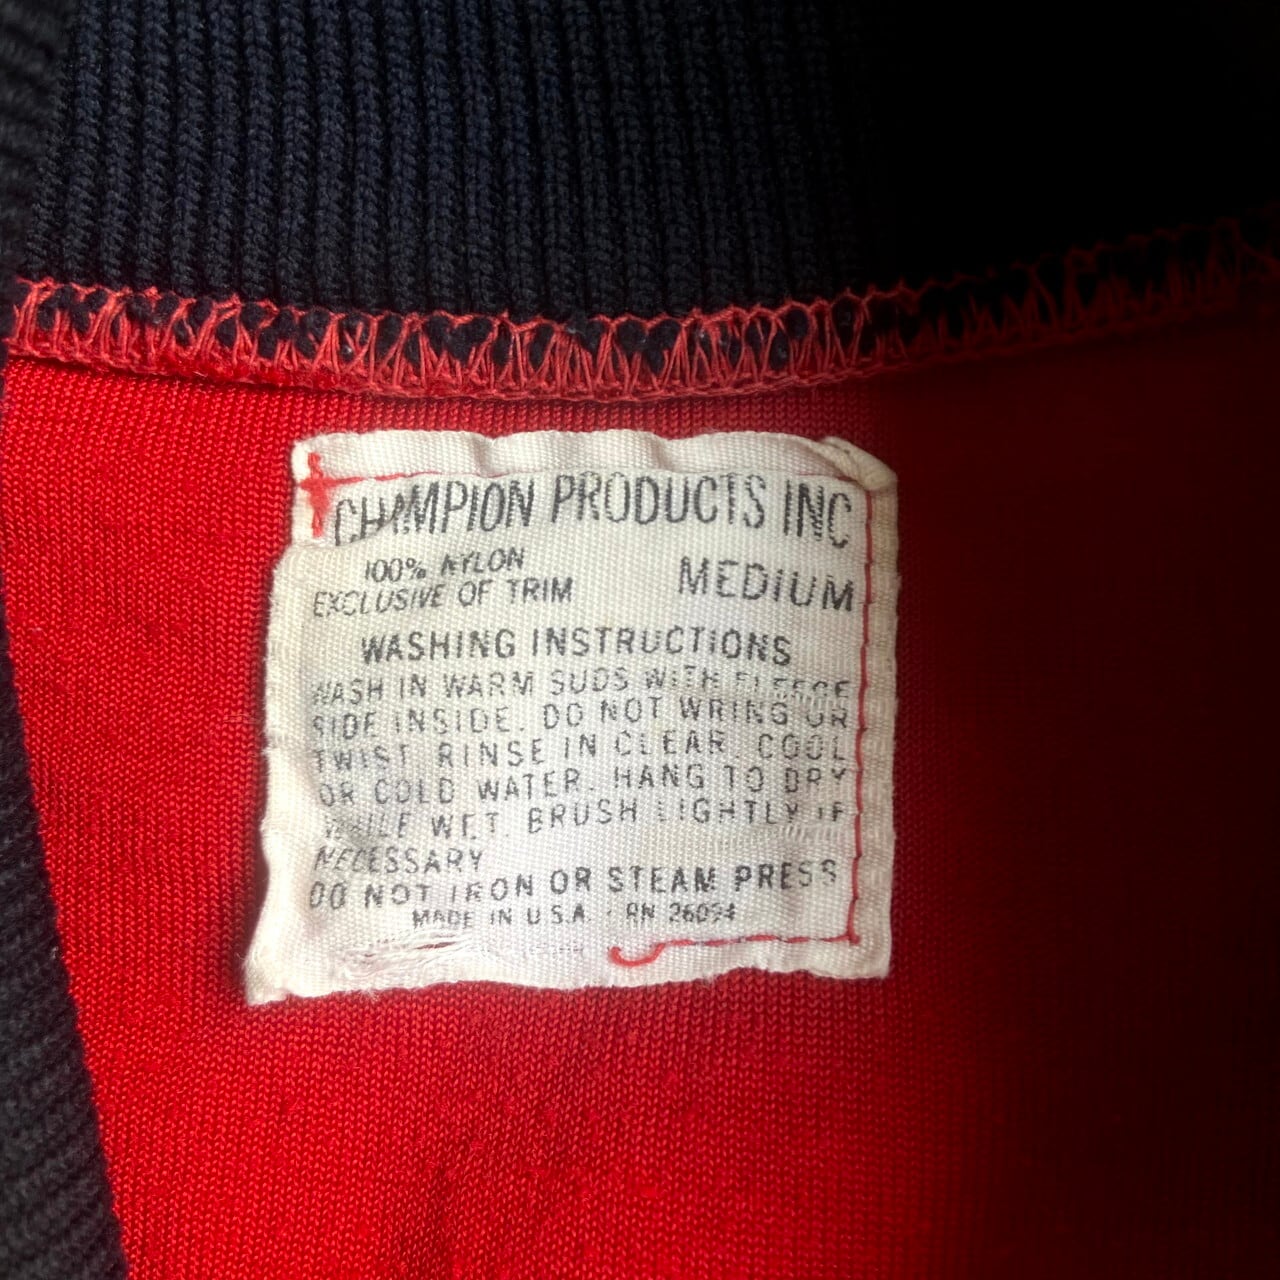 CHAMPION PRODUCTS INC
100% NYLON
EXCLUSIVE OF TRIM
MEDIUM
WASHING INSTRUCTIONS
WASH IN WARM SUDS WITH FLEECE
SIDE INSIDE. DO NOT WRING OR
TWIST. RINSE IN CLEAR, COOL
OR COLD WATER. HANG TO DRY
WHILE WET. BRUSH LIGHTLY IF
NECESSARY
DO NOT IRON OR STEAM PRESS
MADE IN U.S.A. · RN 26094